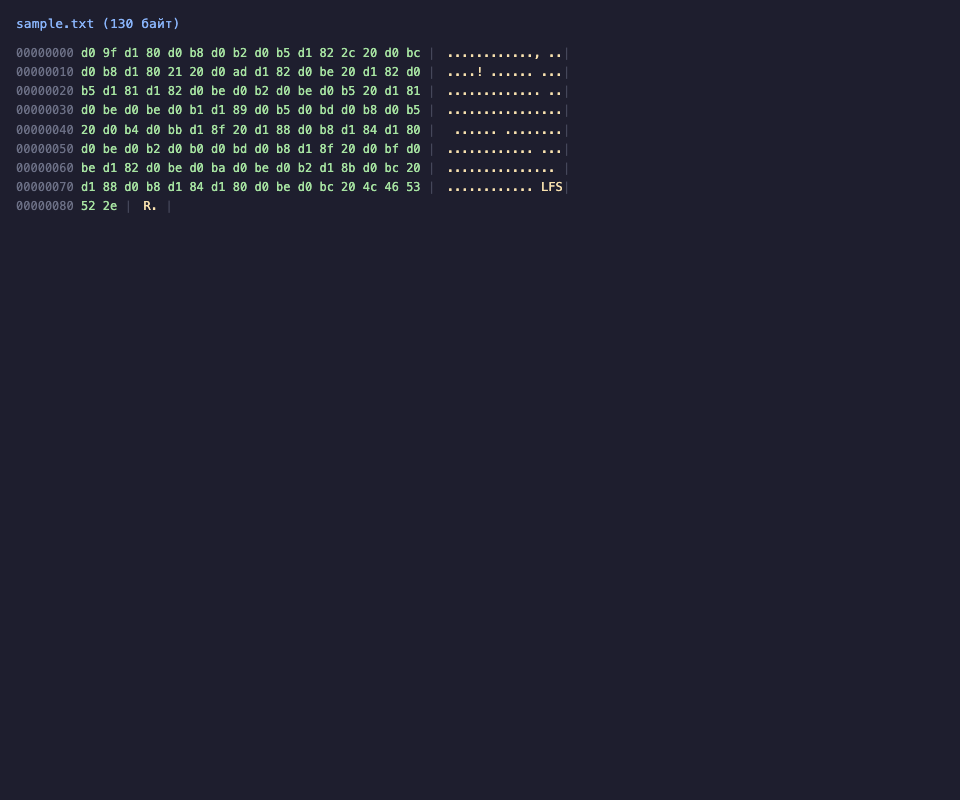 sample.txt (130 байт)
00000000 d0 9f d1 80 d0 b8 d0 b2 d0 b5 d1 82 2c 20 d0 bc | ............, ..|
00000010 d0 b8 d1 80 21 20 d0 ad d1 82 d0 be 20 d1 82 d0 | ....! ...... ...|
00000020 b5 d1 81 d1 82 d0 be d0 b2 d0 be d0 b5 20 d1 81 | ............. ..|
00000030 d0 be d0 be d0 b1 d1 89 d0 b5 d0 bd d0 b8 d0 b5 | ................|
00000040 20 d0 b4 d0 bb d1 8f 20 d1 88 d0 b8 d1 84 d1 80 |  ...... ........|
00000050 d0 be d0 b2 d0 b0 d0 bd d0 b8 d1 8f 20 d0 bf d0 | ............ ...|
00000060 be d1 82 d0 be d0 ba d0 be d0 b2 d1 8b d0 bc 20 | ............... |
00000070 d1 88 d0 b8 d1 84 d1 80 d0 be d0 bc 20 4c 46 53 | ............ LFS|
00000080 52 2e | R. |